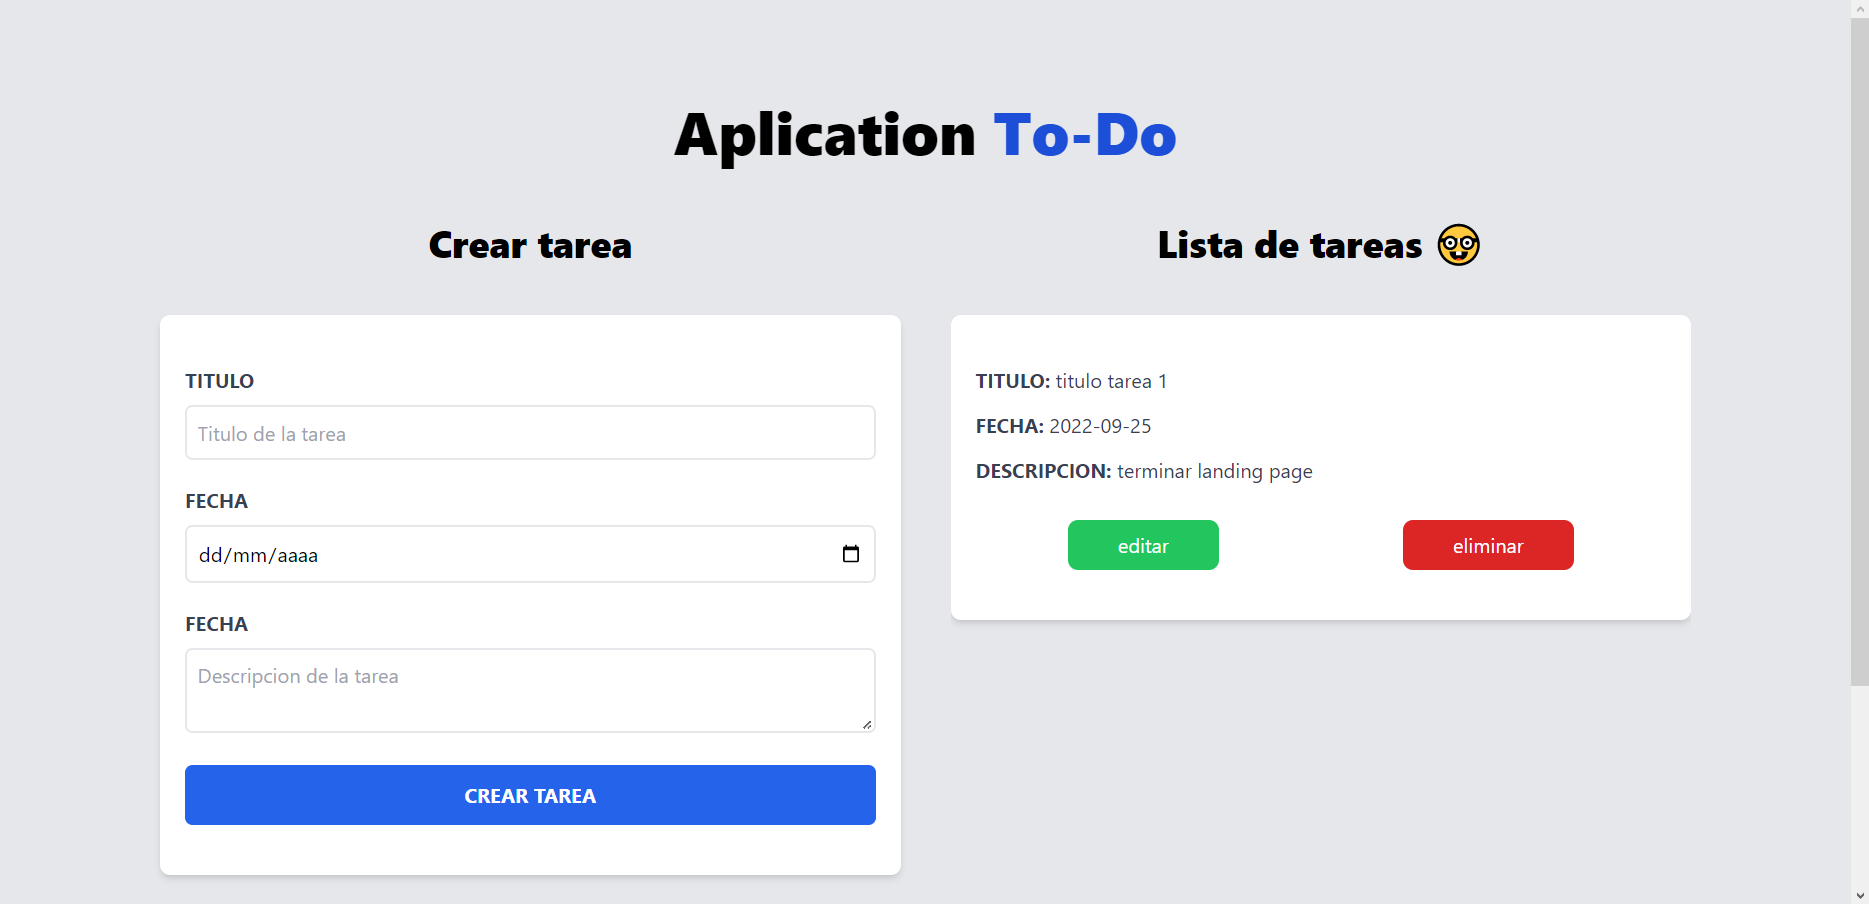 Aplication To-Do
Crear tarea
TITULO
Titulo de la tarea
FECHA
dd/mm/aaaa
FECHA
Descripcion de la tarea
CREAR TAREA
Lista de tareas 🤓
TITULO: titulo tarea 1
FECHA: 2022-09-25
DESCRIPCION: terminar landing page
editar
eliminar